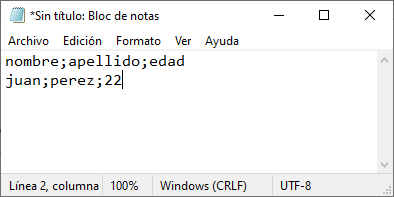 *Sin título: Bloc de notas
Archivo Edición Formato Ver Ayuda
nombre;apellido;edad
juan;perez;22
Línea 2, columna 100% Windows (CRLF) UTF-8